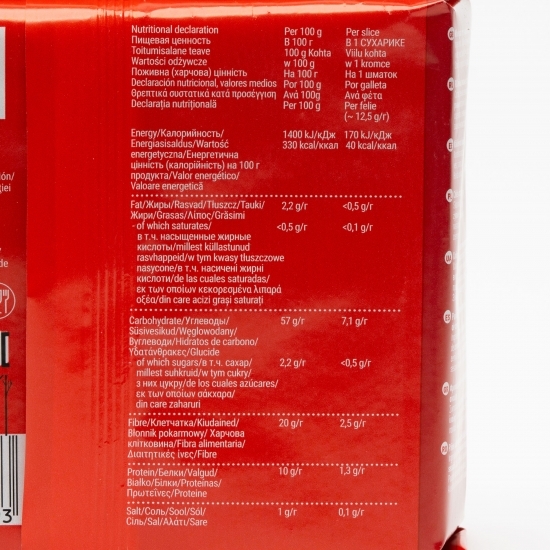 Nutritional declaration Per 100 g Per slice
Пищевая ценность В 100 г В 1 СУХАРИКЕ
Toitumisalane teave 100 g Kohta Viilu kohta
Wartości odżywcze w 100 g w 1 kromce
Поживна (харчова) цінність На 100 г На 1 шматок
Declaración nutricional, valores medios Por 100 g Por galleta
Θρεπτικά συστατικά κατά προσέγγιση Ανά 100g Ανά φέτα
Declarația nutrițională Per 100 g Per felie
(~ 12,5 g/г)
Energy/Калорийность/ 1400 kJ/кДж 170 kJ/кДж
Energiasisaldus/Wartość 330 kcal/ккал 40 kcal/ккал
energetyczna/Енергетична
цінність (калорійність) на 100 г
продукта/Valor energético/
Valoare energetică
Fat/Жиры/Rasvad/Tłuszcz/Tauki/ 2,2 g/г <0,5 g/г
Жири/Grasas/Λίπος/Grăsimi
- of which saturates/ <0,5 g/г <0,1 g/г
в т.ч. насыщенные жирные
кислоты/millest küllastunud
rasvhappeid/w tym kwasy tłuszczowe
nasycone/в т.ч. насичені жирні
кислоти/de las cuales saturadas/
εκ των οποίων κεκορεσμένα λιπαρά
οξέα/din care acizi grași saturați
Carbohydrate/Углеводы/ 57 g/г 7,1 g/г
Süsivesikud/Węglowodany/
Вуглеводи/Hidratos de carbono/
Υδατάνθρακες/Glucide
- of which sugars/в т.ч. сахар/ 2,2 g/г <0,5 g/г
millest suhkruid/w tym cukry/
з них цукру/de los cuales azúcares/
εκ των οποίων σάκχαρα/
din care zaharuri
Fibre/Клетчатка/Kiudained/ 20 g/г 2,5 g/г
Błonnik pokarmowy/ Харчова
клітковина/Fibra alimentaria/
Διαιτητικές ίνες/Fibre
Protein/Белки/Valgud/ 10 g/г 1,3 g/г
Białko/Білки/Proteínas/
Πρωτεΐνες/Proteine
Salt/Соль/Sool/Sól/ 1 g/г 0,1 g/г
Сіль/Sal/Αλάτι/Sare